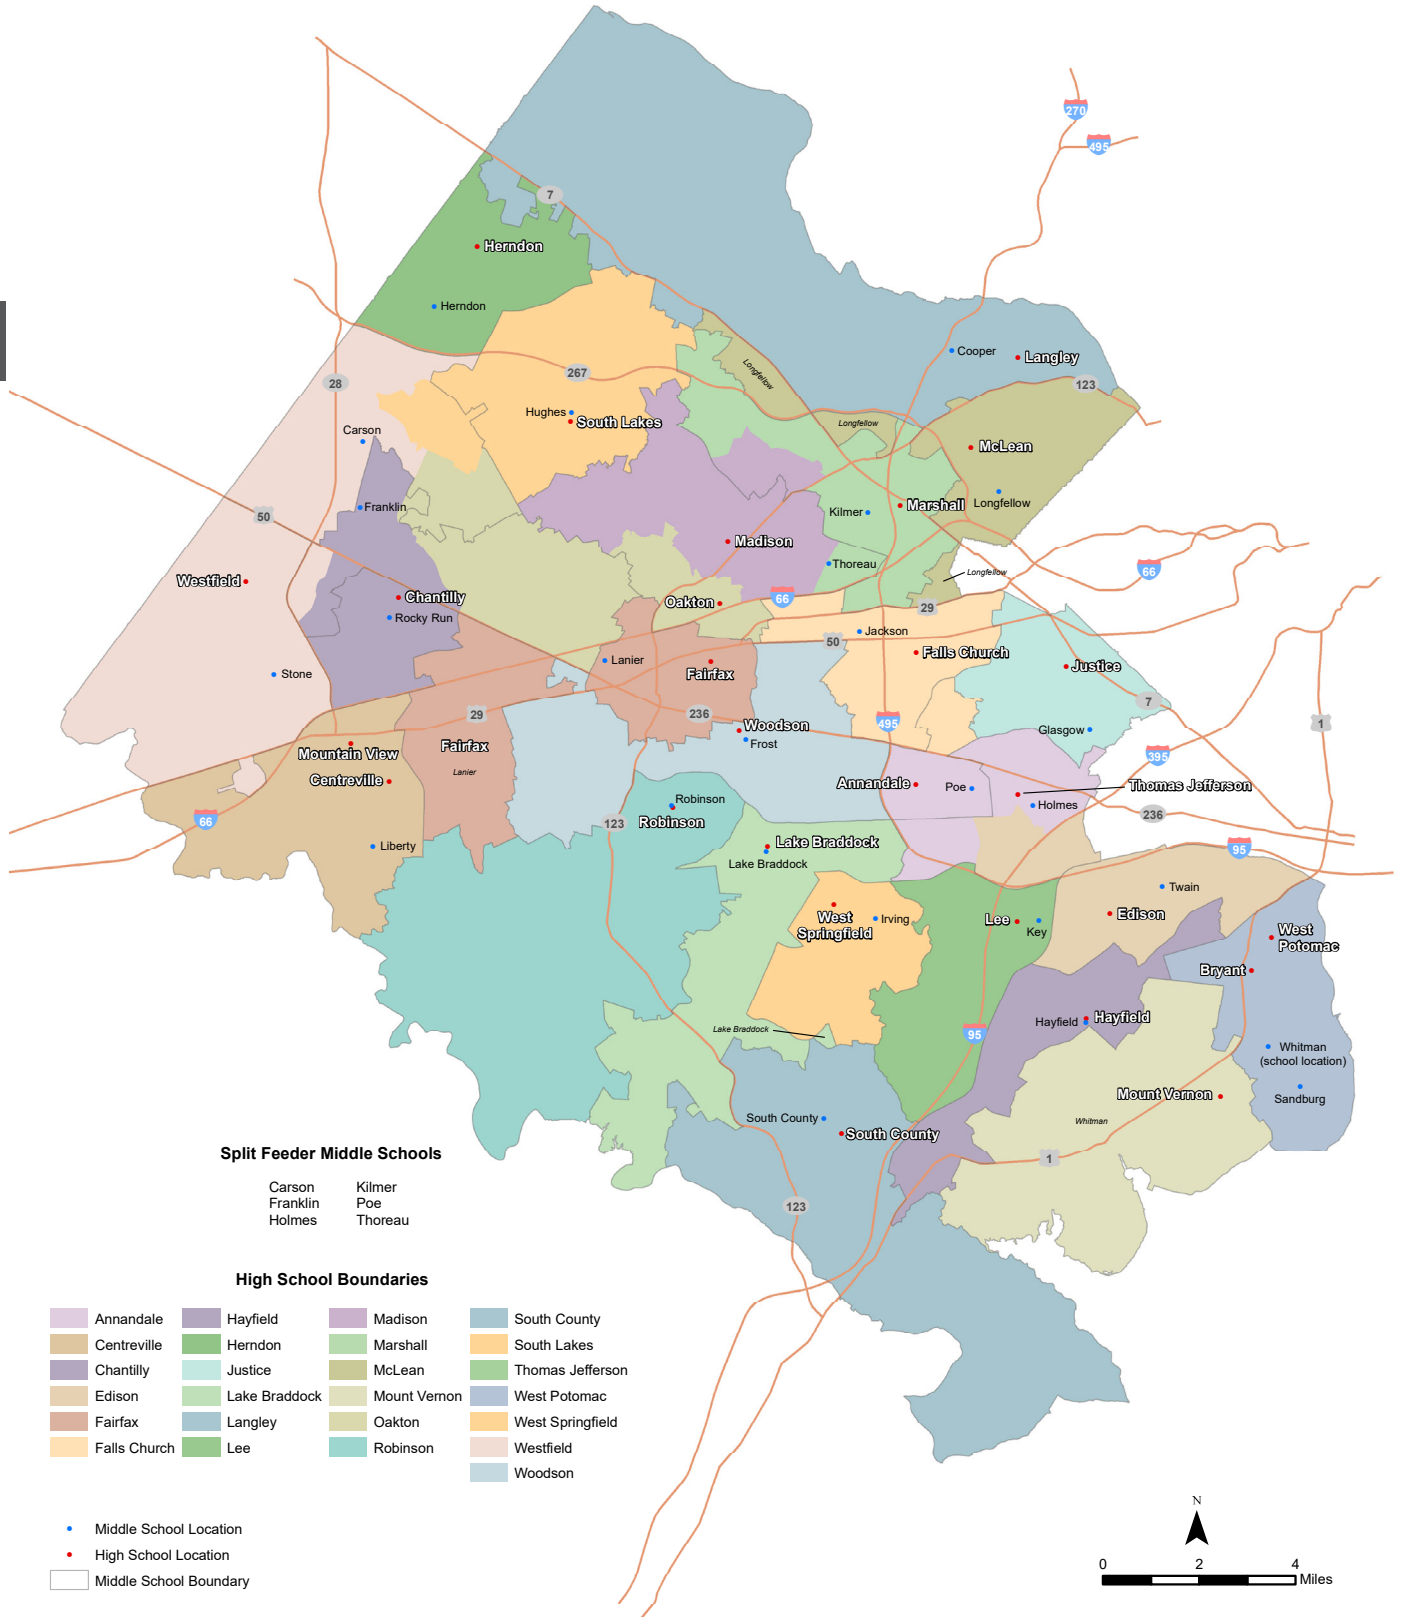 270
495
7
Herndon
Herndon
Cooper
Langley
Longfellow
267
28
123
Hughes
South Lakes
Longfellow
Carson
McLean
Longfellow
Franklin
Marshall
Kilmer
50
Madison
Thoreau
Longfellow
66
Westfield
Chantilly
Oakton
66
29
Rocky Run
Jackson
50
Falls Church
Lanier
Justice
Stone
Fairfax
7
29
236
495
1
Woodson
Glasgow
Fairfax
Frost
Mountain View
395
Lanier
Centreville
Annandale
Poe
Thomas Jefferson
Robinson
Holmes
236
66
123
Robinson
Liberty
Lake Braddock
95
Lake Braddock
Twain
West
Springfield
Irving
Lee
Key
Edison
West
Potomac
Bryant
Lake Braddock
95
Hayfield
Hayfield
Whitman
(school location)
Mount Vernon
Sandburg
South County
South County
Whitman
1
123
Split Feeder Middle Schools
Carson Kilmer
Franklin Poe
Holmes Thoreau
High School Boundaries
Annandale Hayfield Madison South County
Centreville Herndon Marshall South Lakes
Chantilly Justice McLean Thomas Jefferson
Edison Lake Braddock Mount Vernon West Potomac
Fairfax Langley Oakton West Springfield
Falls Church Lee Robinson Westfield
Woodson
Middle School Location
High School Location
Middle School Boundary
N
0 2 4
Miles